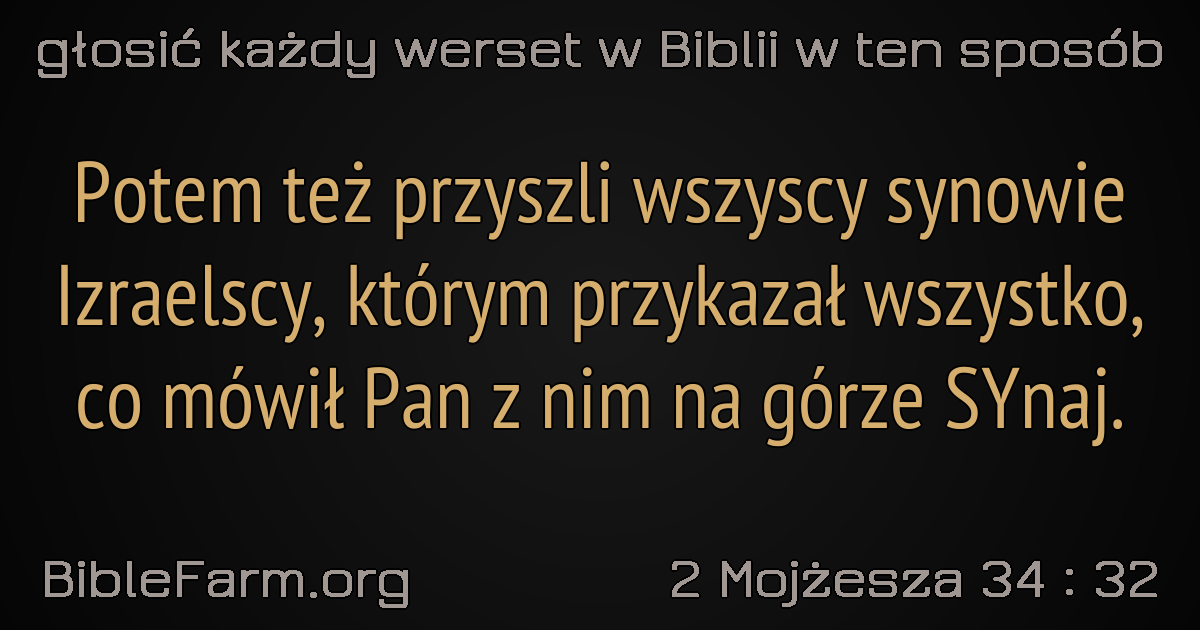 głosić każdy werset w Biblii w ten sposób
Potem też przyszli wszyscy synowie
Izraelscy, którym przykazał wszystko,
co mówił Pan z nim na górze SYnaj.
BibleFarm.org
2 Mojżesza 34 : 32